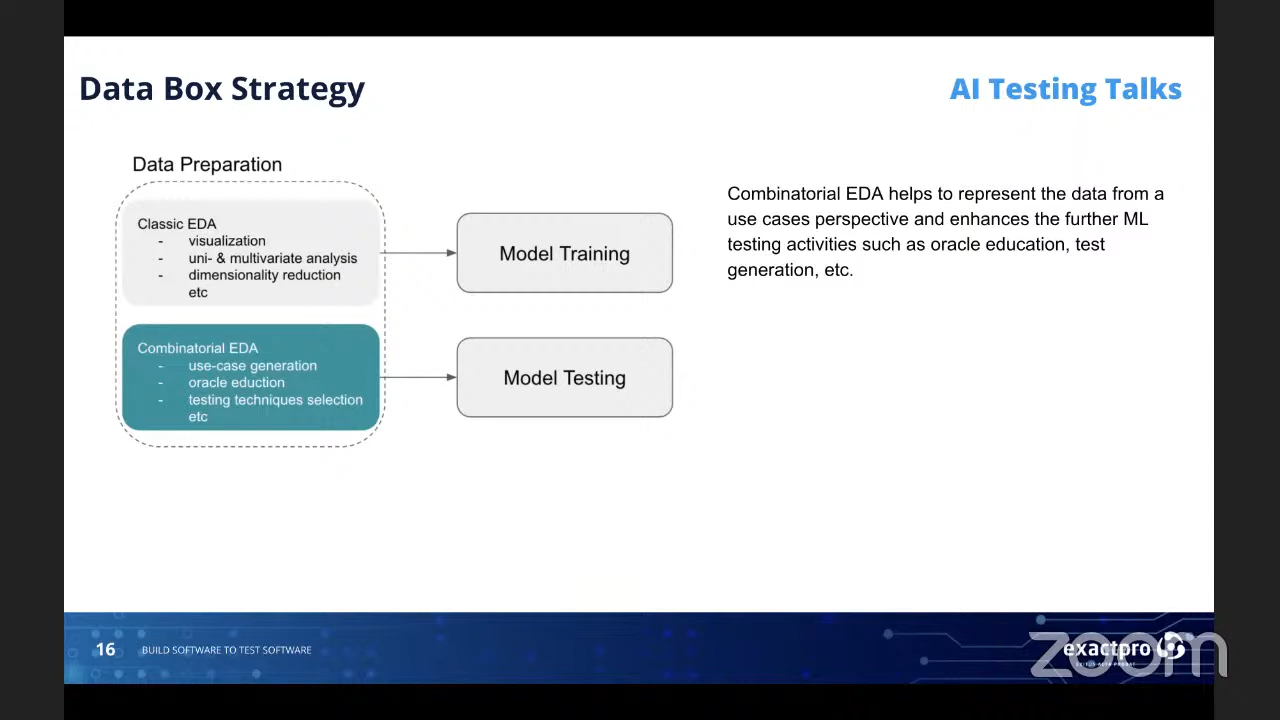 Data Box Strategy
AI Testing Talks
Data Preparation
Classic EDA
- visualization
- uni- & multivariate analysis
- dimensionality reduction
etc
Combinatorial EDA
- use-case generation
- oracle eduction
- testing techniques selection
etc
Model Training
Model Testing
Combinatorial EDA helps to represent the data from a
use cases perspective and enhances the further ML
testing activities such as oracle education, test
generation, etc.
16
BUILD SOFTWARE TO TEST SOFTWARE
exactpro
zoom